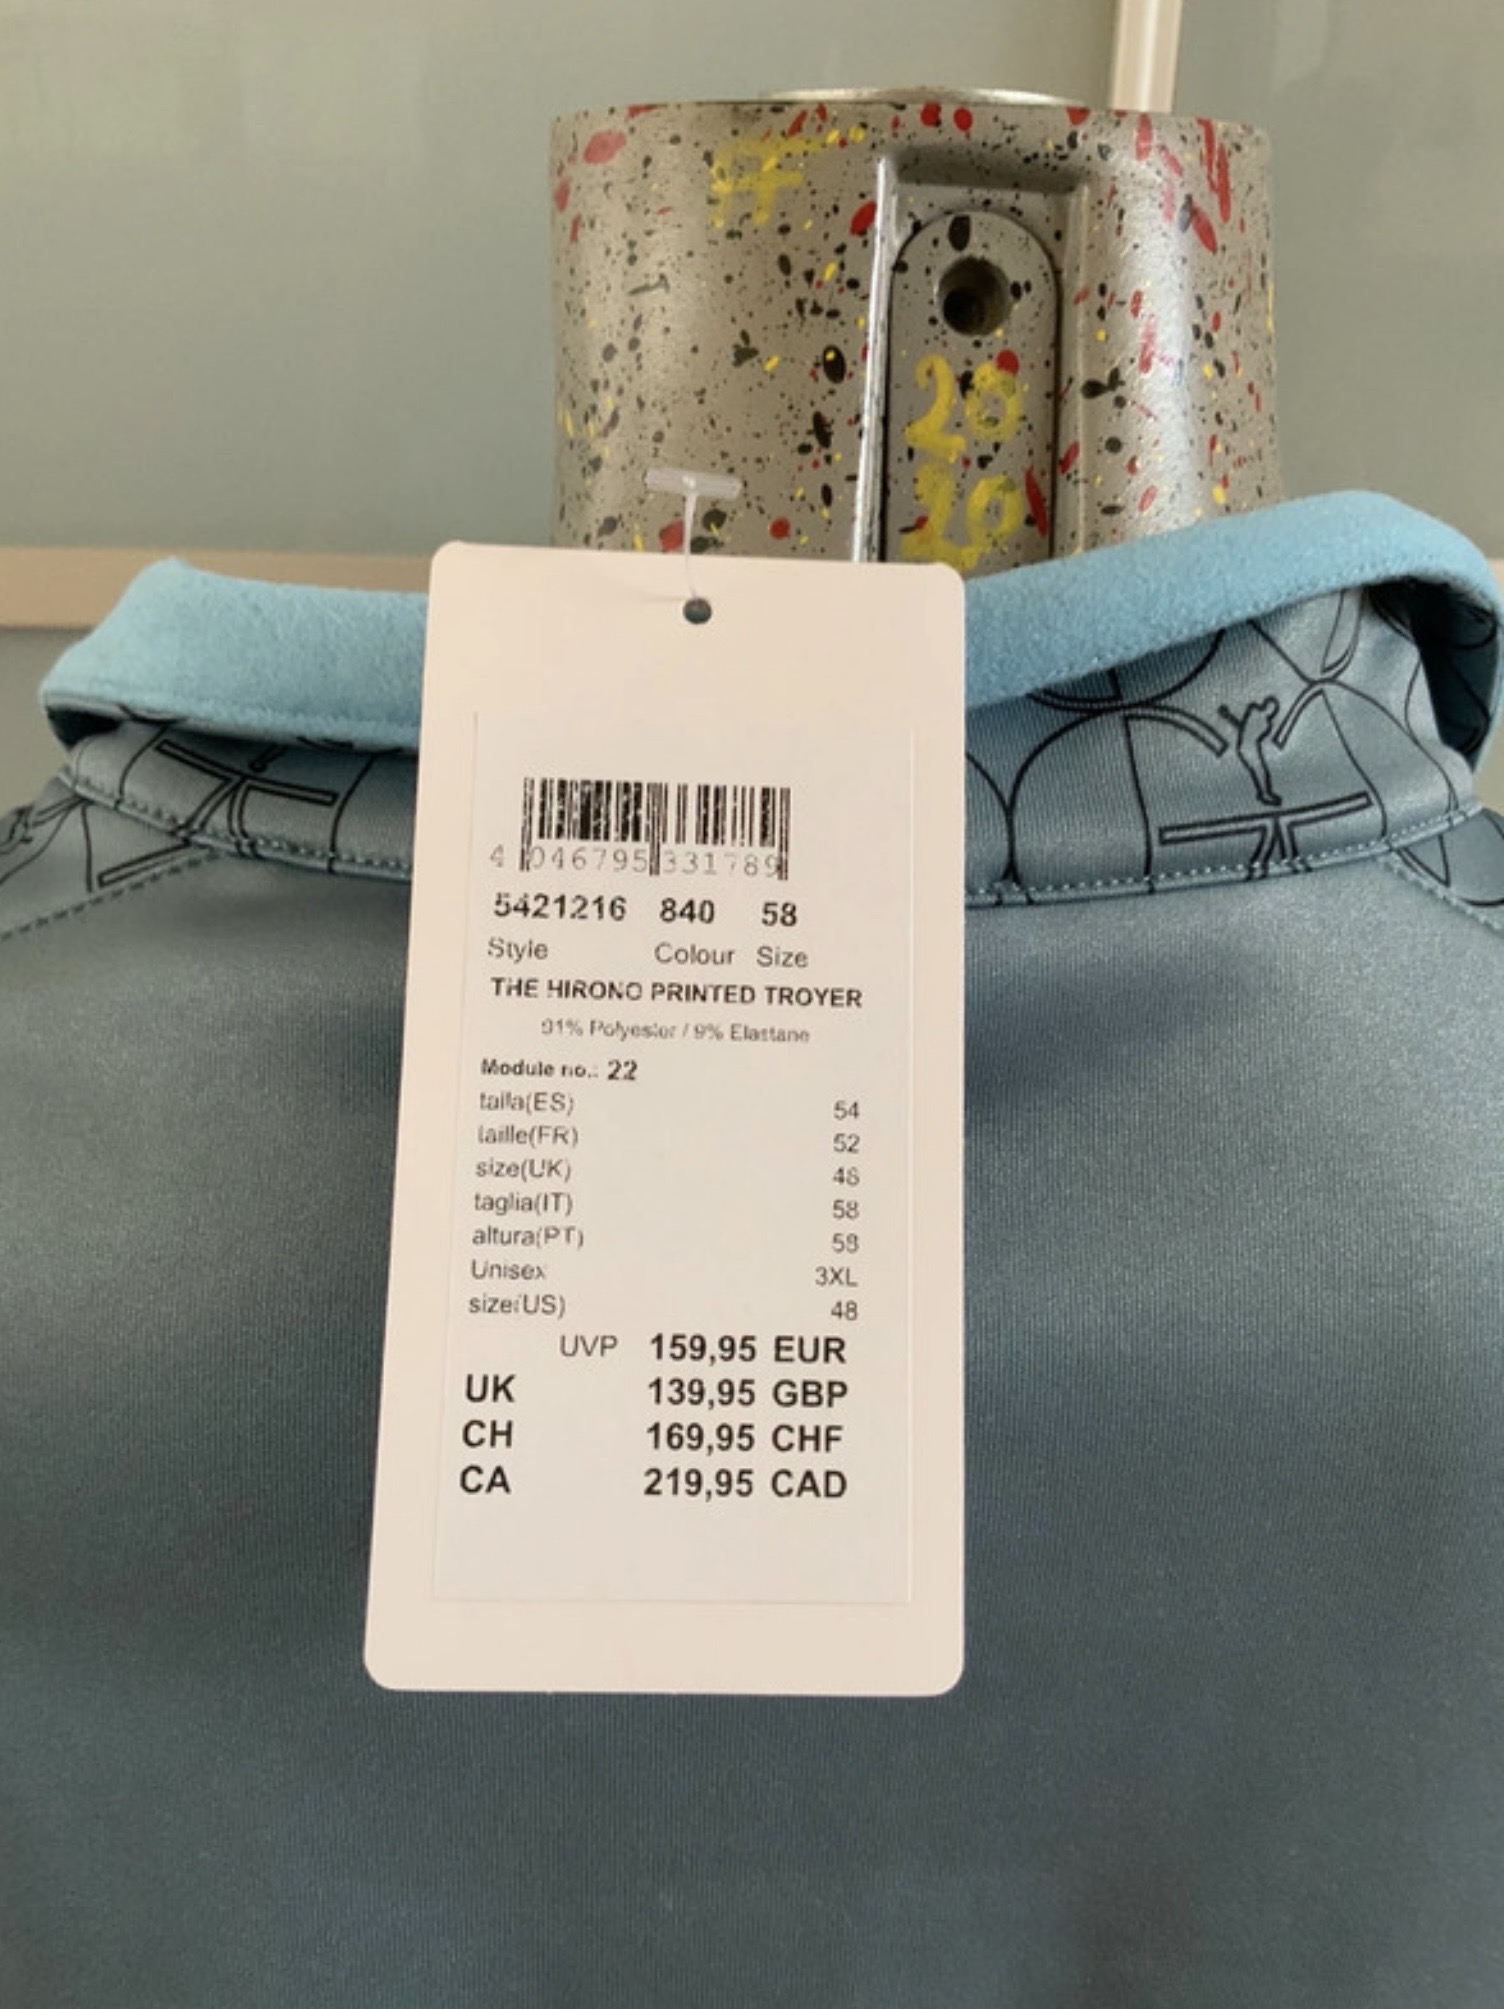 20
20
4 046795 331789
5421216 840 58
Style Colour Size
THE HIRONO PRINTED TROYER
91% Polyester / 9% Elastane
Module no.: 22
talla(ES) 54
taille(FR) 52
size(UK) 48
taglia(IT) 58
altura(PT) 58
Unisex 3XL
size(US) 48
UVP 159,95 EUR
UK 139,95 GBP
CH 169,95 CHF
CA 219,95 CAD